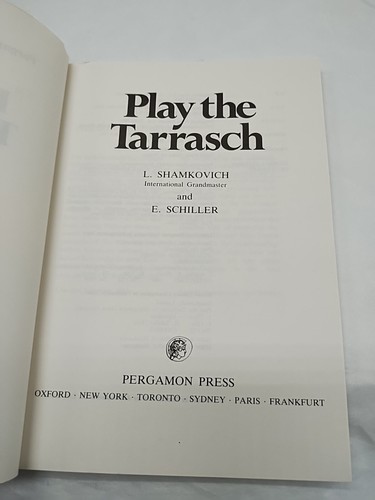 Play the
Tarrasch
L. SHAMKOVICH
International Grandmaster
and
E. SCHILLER
PERGAMON PRESS
OXFORD · NEW YORK · TORONTO · SYDNEY · PARIS · FRANKFURT